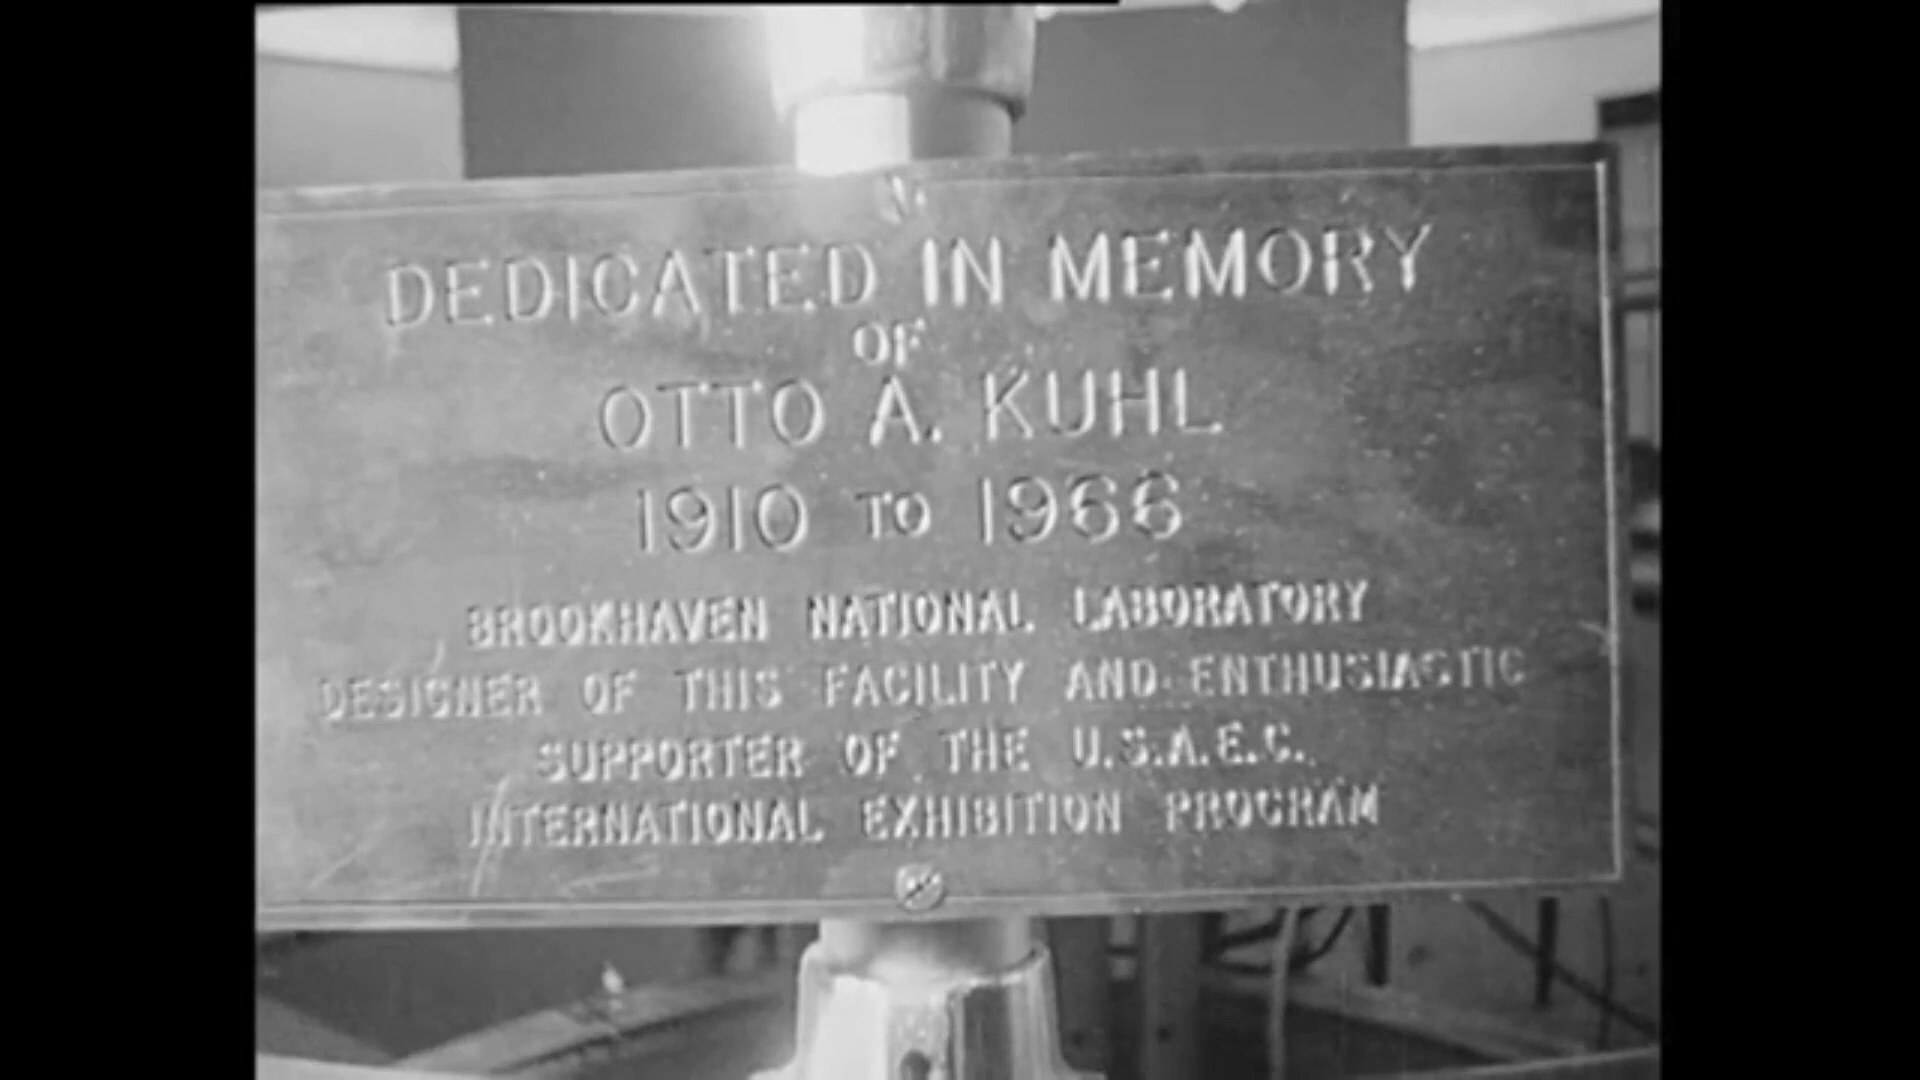 DEDICATED IN MEMORY
OF
OTTO A. KUHL
1910 TO 1966
BROOKHAVEN NATIONAL LABORATORY
DESIGNER OF THIS FACILITY AND ENTHUSIASTIC
SUPPORTER OF THE U.S.A.E.C.
INTERNATIONAL EXHIBITION PROGRAM